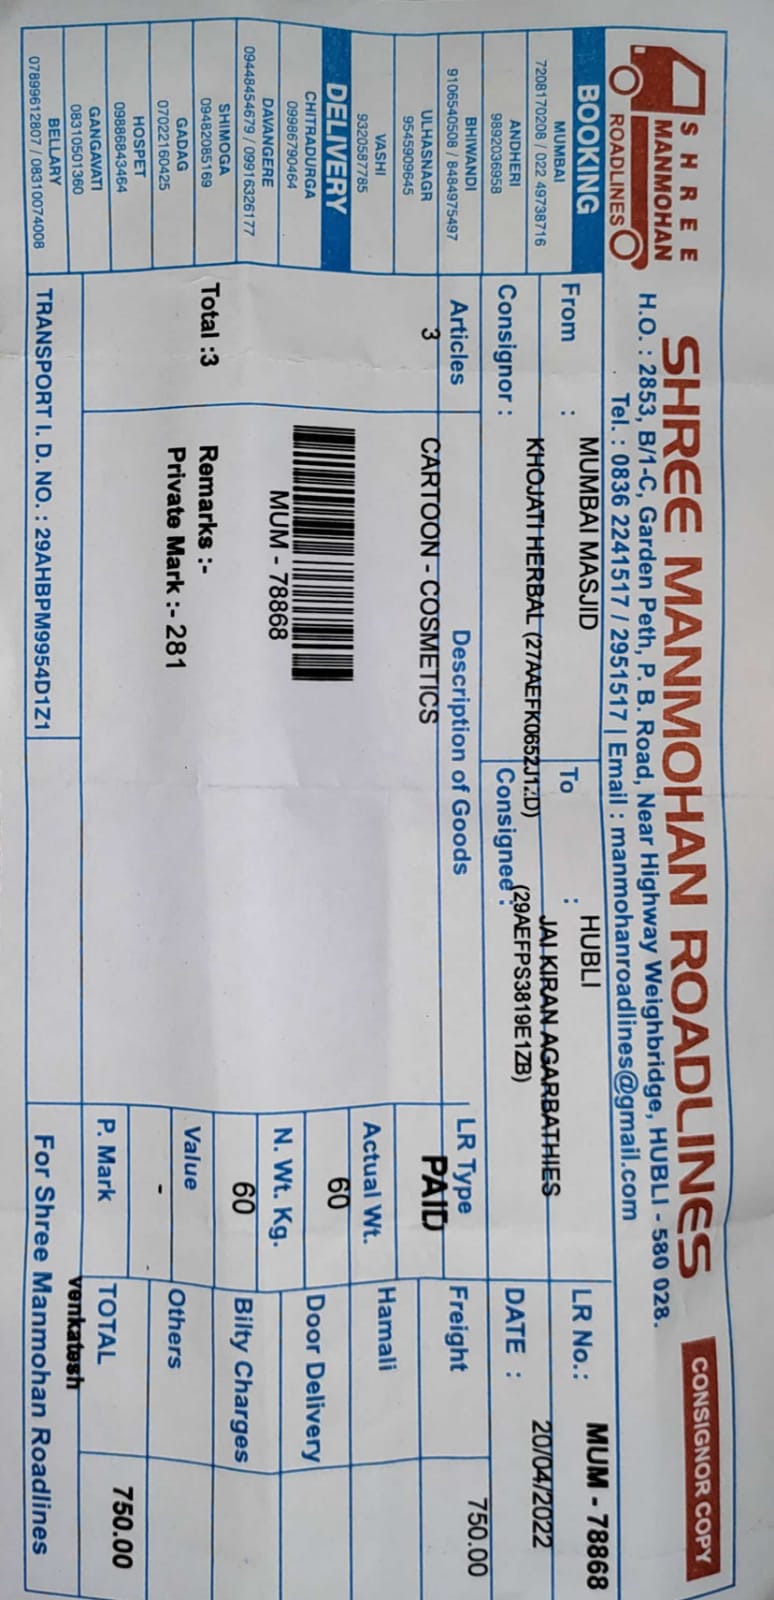 SHREE
MANMOHAN
ROADLINES
SHREE MANMOHAN ROADLINES
CONSIGNOR COPY
H.O. : 2853, B/1-C, Garden Peth, P. B. Road, Near Highway Weighbridge, HUBLI - 580 028.
Tel. : 0836 2241517 / 2951517 | Email : manmohanroadlines@gmail.com
BOOKING
MUMBAI
7208170208 / 022 49738716
ANDHERI
9892036958
BHIWANDI
9106540508 / 8484975497
ULHASNAGR
9545909645
VASHI
9320587785
DELIVERY
CHITRADURGA
09986790464
DAVANGERE
09448454679 / 09916326177
SHIMOGA
09482085169
GADAG
07022160425
HOSPET
09886843464
GANGAVATI
08310501360
BELLARY
07899612807 / 08310074008
From : MUMBAI MASJID
To : HUBLI
LR No.: MUM - 78868
Consignor : KHOJATI HERBAL (27AAEFK0652J1ZD)
Consignee : JAI KIRAN AGARBATHIES
(29AEFPS3819E1ZB)
DATE : 20/04/2022
Articles Description of Goods LR Type Freight 750.00
3 CARTOON - COSMETICS PAID
Actual Wt. Hamali
60
Door Delivery
MUM - 78868
N. Wt. Kg.
60
Bilty Charges
Total :3 Remarks :-
Value Others
Private Mark :- 281
-
P. Mark TOTAL 750.00
venkatesh
TRANSPORT I. D. NO. : 29AHBPM9954D1Z1
For Shree Manmohan Roadlines